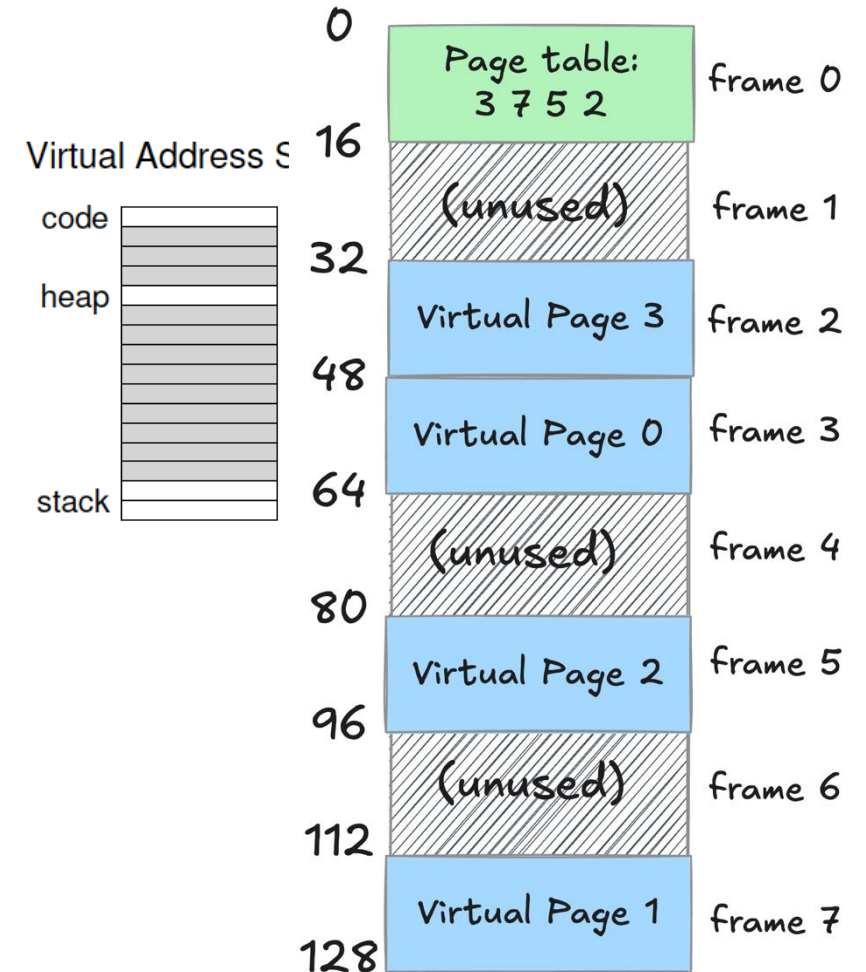 Virtual Address S
code
heap
stack
0
16
32
48
64
80
96
112
128
Page table:
3 7 5 2
(unused)
Virtual Page 3
Virtual Page 0
(unused)
Virtual Page 2
(unused)
Virtual Page 1
frame 0
frame 1
frame 2
frame 3
frame 4
frame 5
frame 6
frame 7